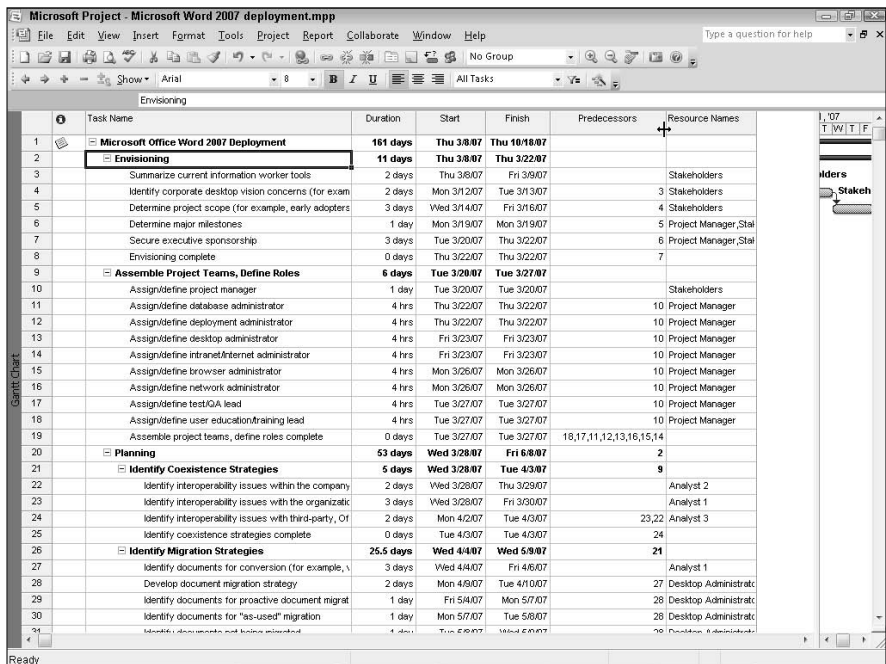 Microsoft Project - Microsoft Word 2007 deployment.mpp
File Edit View Insert Format Tools Project Report Collaborate Window Help Type a question for help
No Group
Show Arial 8 B I U All Tasks
Envisioning
Task Name Duration Start Finish Predecessors Resource Names , '07
T W T F
1 Microsoft Office Word 2007 Deployment 161 days Thu 3/8/07 Thu 10/18/07
2 Envisioning 11 days Thu 3/8/07 Thu 3/22/07
3 Summarize current information worker tools 2 days Thu 3/8/07 Fri 3/9/07 Stakeholders olders
4 Identify corporate desktop vision concerns (for exam 2 days Mon 3/12/07 Tue 3/13/07 3 Stakeholders Stakeh
5 Determine project scope (for example, early adopters 3 days Wed 3/14/07 Fri 3/16/07 4 Stakeholders
6 Determine major milestones 1 day Mon 3/19/07 Mon 3/19/07 5 Project Manager,Stal
7 Secure executive sponsorship 3 days Tue 3/20/07 Thu 3/22/07 6 Project Manager,Stal
8 Envisioning complete 0 days Thu 3/22/07 Thu 3/22/07 7
9 Assemble Project Teams, Define Roles 6 days Tue 3/20/07 Tue 3/27/07
10 Assign/define project manager 1 day Tue 3/20/07 Tue 3/20/07 Stakeholders
11 Assign/define database administrator 4 hrs Thu 3/22/07 Thu 3/22/07 10 Project Manager
12 Assign/define deployment administrator 4 hrs Thu 3/22/07 Thu 3/22/07 10 Project Manager
13 Assign/define desktop administrator 4 hrs Fri 3/23/07 Fri 3/23/07 10 Project Manager
14 Assign/define intranet/Internet administrator 4 hrs Fri 3/23/07 Fri 3/23/07 10 Project Manager
15 Assign/define browser administrator 4 hrs Mon 3/26/07 Mon 3/26/07 10 Project Manager
16 Assign/define network administrator 4 hrs Mon 3/26/07 Mon 3/26/07 10 Project Manager
17 Assign/define test/QA lead 4 hrs Tue 3/27/07 Tue 3/27/07 10 Project Manager
18 Assign/define user education/training lead 4 hrs Tue 3/27/07 Tue 3/27/07 10 Project Manager
19 Assemble project teams, define roles complete 0 days Tue 3/27/07 Tue 3/27/07 18,17,11,12,13,16,15,14
20 Planning 53 days Wed 3/28/07 Fri 6/8/07 2
21 Identify Coexistence Strategies 5 days Wed 3/28/07 Tue 4/3/07 9
22 Identify interoperability issues within the company 2 days Wed 3/28/07 Thu 3/29/07 Analyst 2
23 Identify interoperability issues with the organizatic 3 days Wed 3/28/07 Fri 3/30/07 Analyst 1
24 Identify interoperability issues with third-party, Of 2 days Mon 4/2/07 Tue 4/3/07 23,22 Analyst 3
25 Identify coexistence strategies complete 0 days Tue 4/3/07 Tue 4/3/07 24
26 Identify Migration Strategies 25.5 days Wed 4/4/07 Wed 5/9/07 21
27 Identify documents for conversion (for example, 3 days Wed 4/4/07 Fri 4/6/07 Analyst 1
28 Develop document migration strategy 2 days Mon 4/9/07 Tue 4/10/07 27 Desktop Administratc
29 Identify documents for proactive document migrat 1 day Fri 5/4/07 Mon 5/7/07 28 Desktop Administratc
30 Identify documents for "as-used" migration 1 day Mon 5/7/07 Tue 5/8/07 28 Desktop Administratc
31 Identify documents not being migrated 1 day Tue 5/8/07 Wed 5/9/07 28 Desktop Administratc
Gantt Chart
Ready